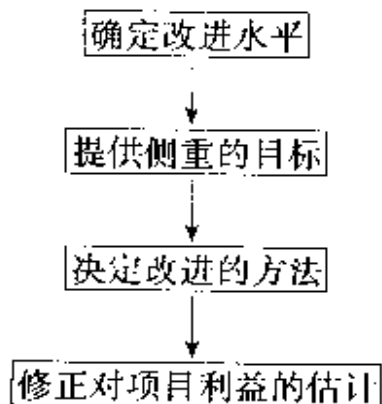 确定改进水平
提供侧重的目标
决定改进的方法
修正对项目利益的估计